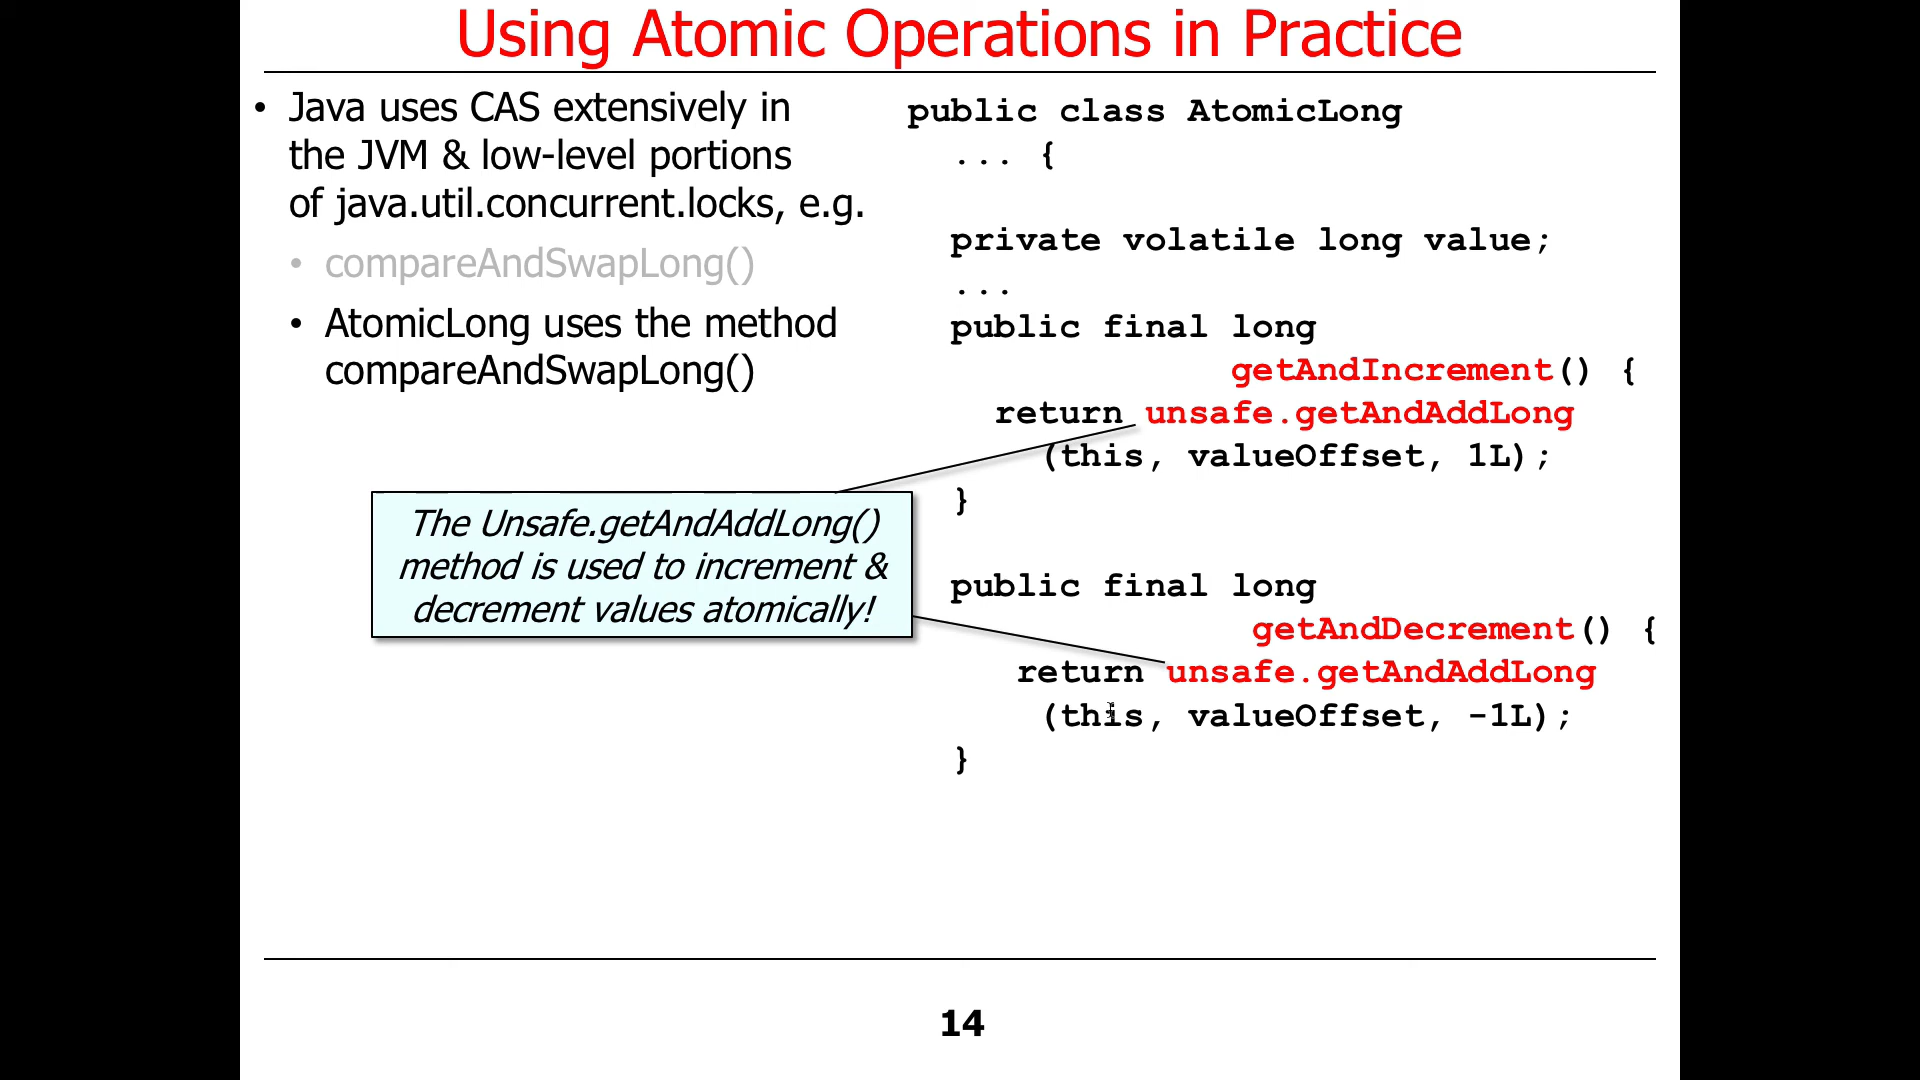 Using Atomic Operations in Practice
• Java uses CAS extensively in
the JVM & low-level portions
of java.util.concurrent.locks, e.g.
• compareAndSwapLong()
• AtomicLong uses the method
compareAndSwapLong()
The Unsafe.getAndAddLong()
method is used to increment &
decrement values atomically!
public class AtomicLong
... {
private volatile long value;
...
public final long
getAndIncrement() {
return unsafe.getAndAddLong
(this, valueOffset, 1L);
}
public final long
getAndDecrement() {
return unsafe.getAndAddLong
(this, valueOffset, -1L);
}
14